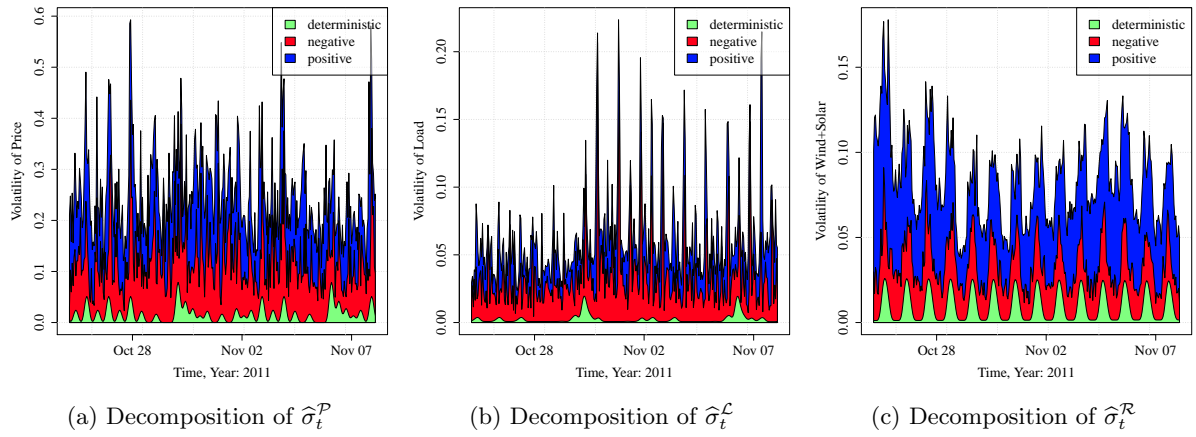 Volatility of Price
0.0
0.1
0.2
0.3
0.4
0.5
0.6
deterministic
negative
positive
Oct 28
Nov 02
Nov 07
Time, Year: 2011
(a) Decomposition of σ̂ₜᴾ
Volatility of Load
0.00
0.05
0.10
0.15
0.20
deterministic
negative
positive
Oct 28
Nov 02
Nov 07
Time, Year: 2011
(b) Decomposition of σ̂ₜᴸ
Volatility of Wind+Solar
0.00
0.05
0.10
0.15
deterministic
negative
positive
Oct 28
Nov 02
Nov 07
Time, Year: 2011
(c) Decomposition of σ̂ₜᴿ